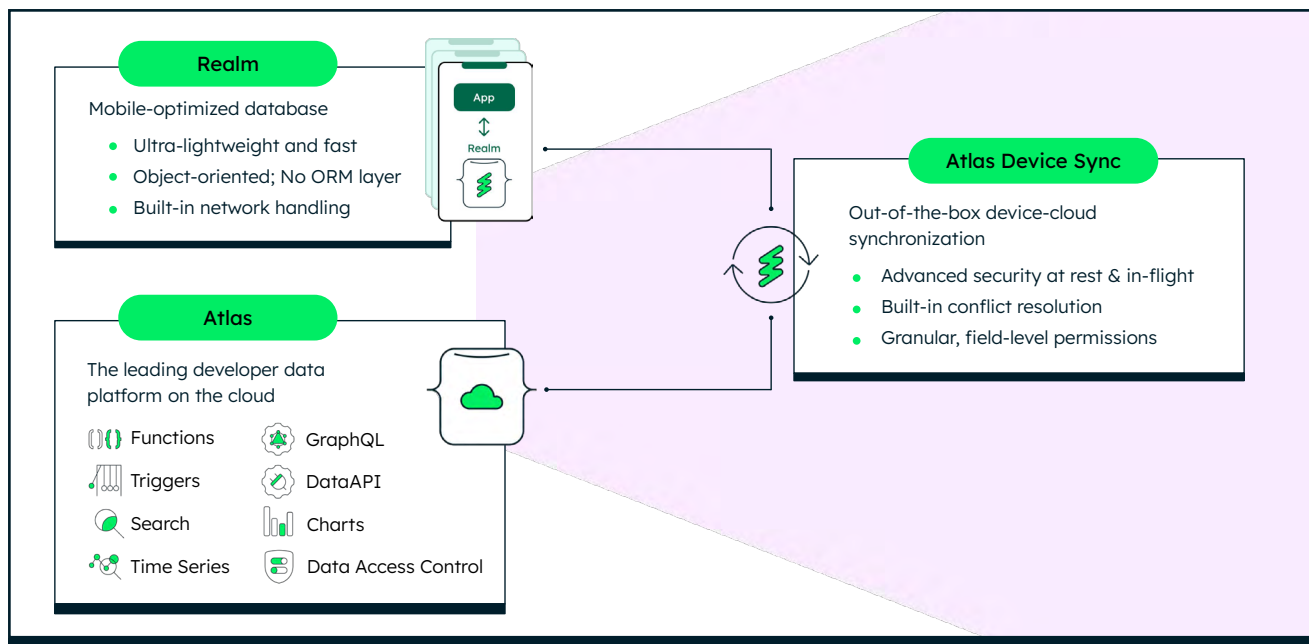 Realm
Mobile-optimized database
Ultra-lightweight and fast
Object-oriented; No ORM layer
Built-in network handling
App
Realm
Atlas
The leading developer data
platform on the cloud
Functions
GraphQL
Triggers
DataAPI
Search
Charts
Time Series
Data Access Control
Atlas Device Sync
Out-of-the-box device-cloud
synchronization
Advanced security at rest & in-flight
Built-in conflict resolution
Granular, field-level permissions